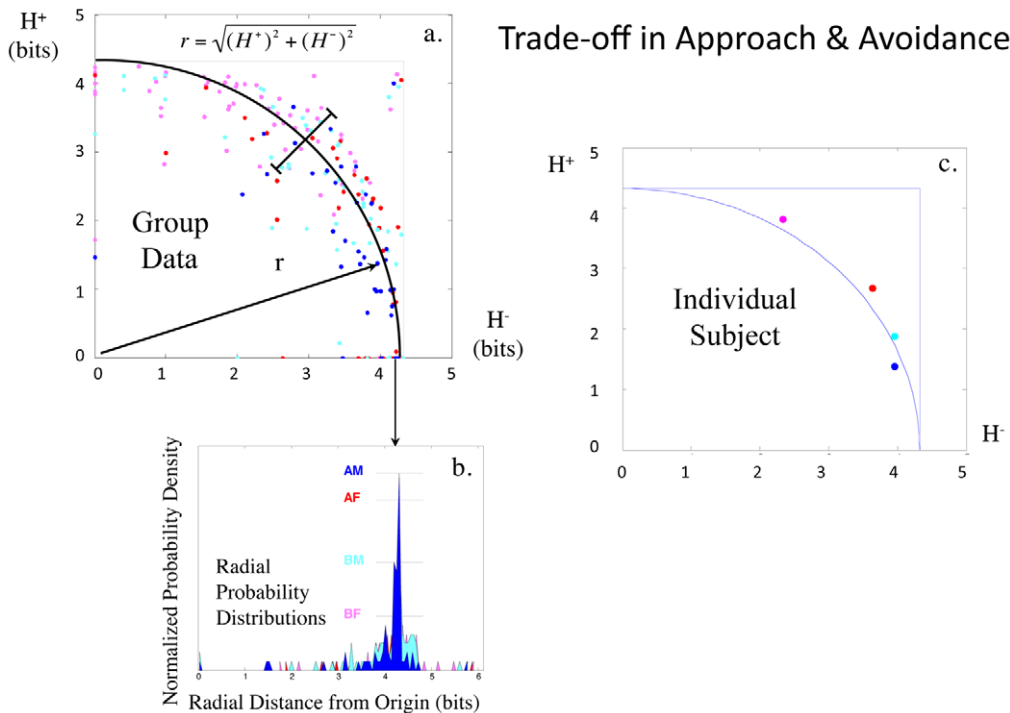 Trade-off in Approach & Avoidance
H⁺
(bits)
r = √(H⁺)² + (H⁻)²
a.
5
4
3
2
1
0
Group
Data
r
H⁻
(bits)
0 1 2 3 4 5
b.
Normalized Probability Density
AM
AF
BM
BF
Radial
Probability
Distributions
0 1 2 3 4 5 6
Radial Distance from Origin (bits)
c.
H⁺
5
4
3
2
1
0
Individual
Subject
H⁻
0 1 2 3 4 5